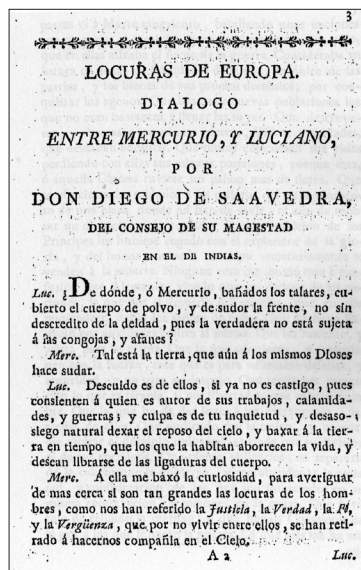 3
LOCURAS DE EUROPA.
DIALOGO
ENTRE MERCURIO, Y LUCIANO,
POR
DON DIEGO DE SAAVEDRA,
DEL CONSEJO DE SU MAGESTAD
EN EL DE INDIAS.
Luc. ¿De dónde, ó Mercurio, bañados los talares, cu-
bierto el cuerpo de polvo, y de sudor la frente, no sin
descredito de la deidad, pues la verdadera no está sujeta
á las congojas, y afanes?
Merc. Tal está la tierra, que aún á los mismos Dioses
hace sudar.
Luc. Descuido es de ellos, si ya no es castigo, pues
consienten á quien es autor de sus trabajos, calamida-
des, y guerras; y culpa es de tu inquietud, y desaso-
siego natural dexar el reposo del cielo, y baxar á la tier-
ra en tiempo, que los que la habitan aborrecen la vida, y
desean librarse de las ligaduras del cuerpo.
Merc. Á ella me baxó la curiosidad, para averiguar
de mas cerca si son tan grandes las locuras de los hom-
bres, como nos han referido la Justicia, la Verdad, la Fé,
y la Vergüenza, que por no vivir entre ellos, se han reti-
rado á hacernos compañia en el Cielo.
A 2 Luc.